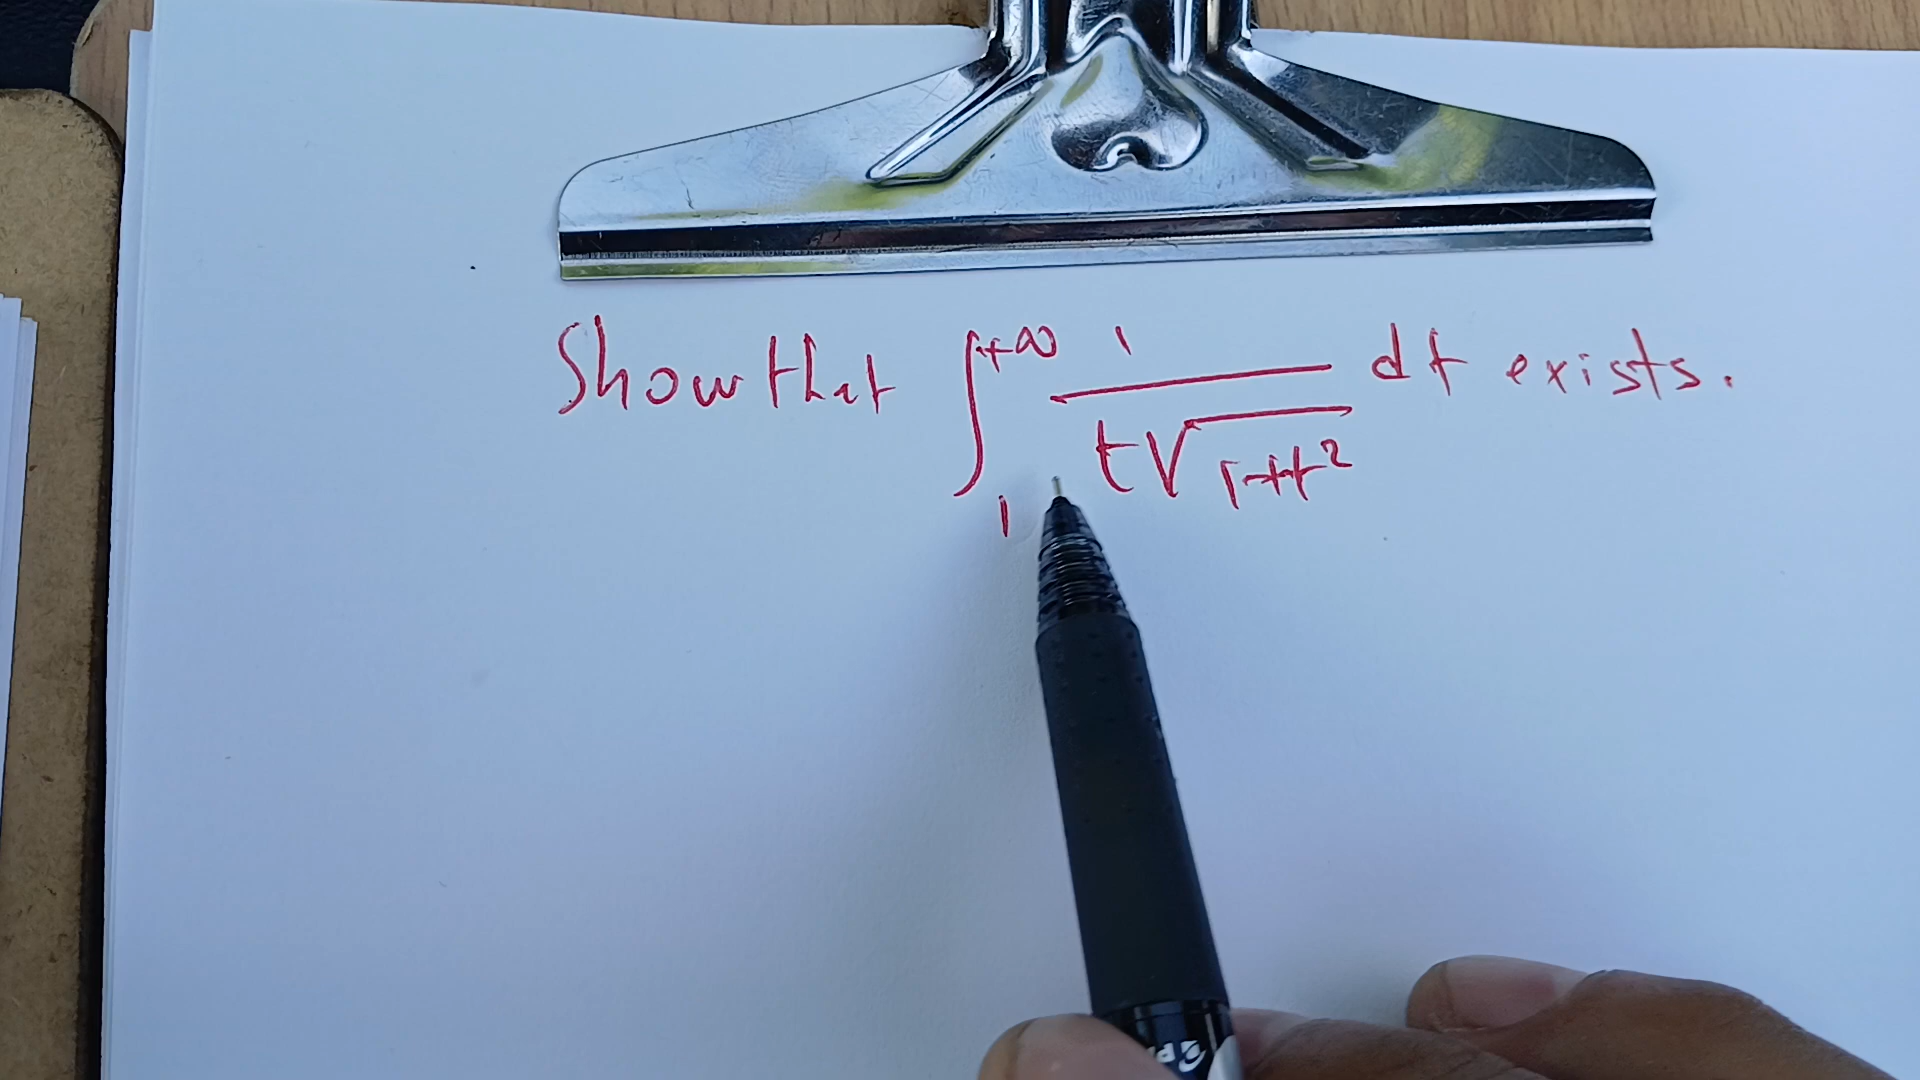 Show that ∫₁^{+∞} 1/(t√(1+t²)) dt exists.